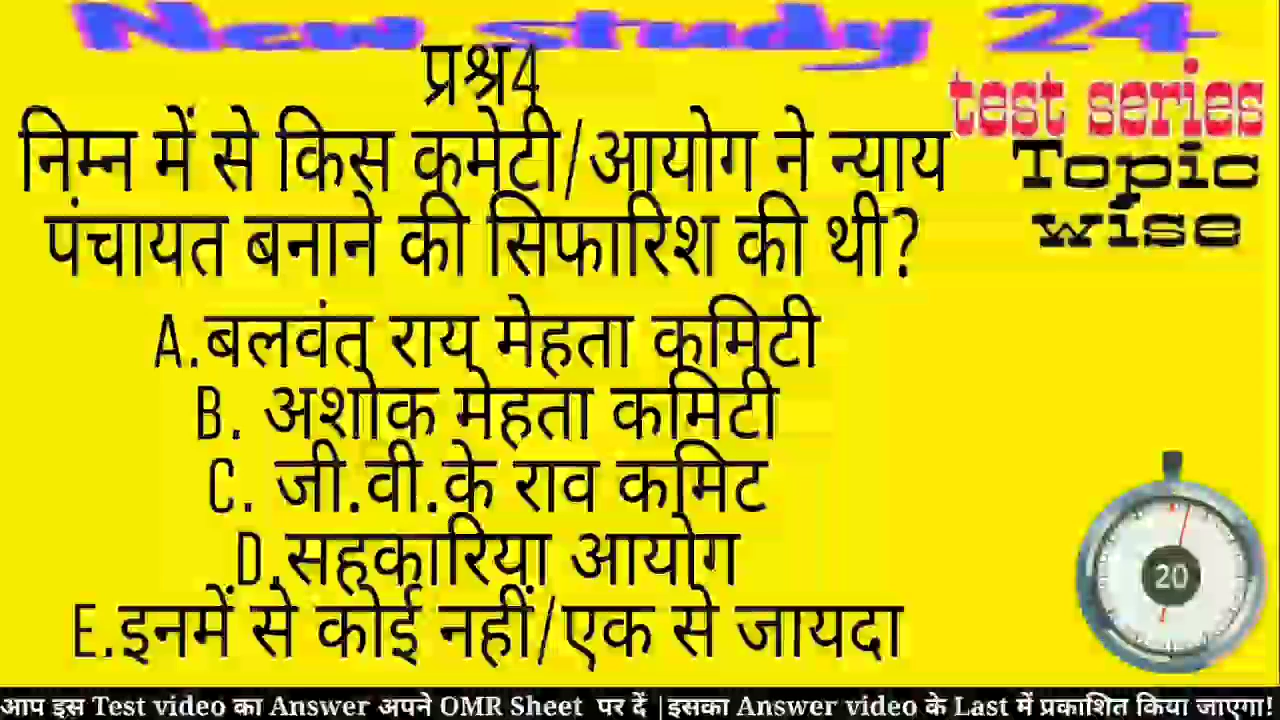 New study 24
प्रश्न4
test series
Topic
wise
निम्न में से किस कमेटी/आयोग ने न्याय
पंचायत बनाने की सिफारिश की थी?
A.बलवंत राय मेहता कमिटी
B. अशोक मेहता कमिटी
C. जी.वी.के राव कमिट
D.सहकारिया आयोग
E.इनमें से कोई नहीं/एक से जायदा
20
आप इस Test video का Answer अपने OMR Sheet पर दें |इसका Answer video के Last में प्रकाशित किया जाएगा!